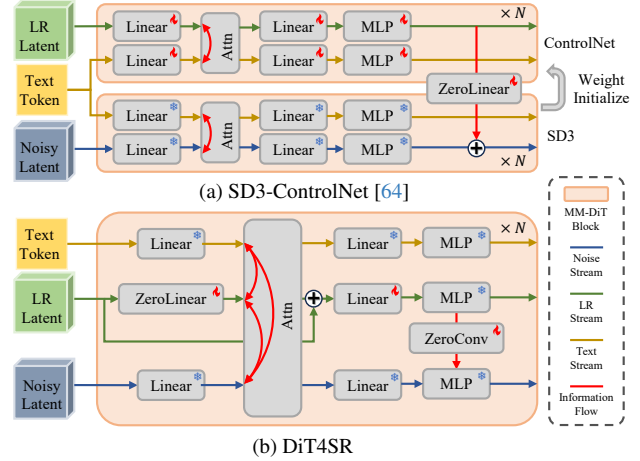 LR
Latent
Linear
Attn
Linear
MLP
× N
ControlNet
Text
Token
Linear
Linear
MLP
ZeroLinear
Weight
Initialize
Linear
Attn
Linear
MLP
SD3
Noisy
Latent
Linear
Linear
MLP
× N
(a) SD3-ControlNet [64]
Text
Token
Linear
Attn
Linear
MLP
× N
LR
Latent
ZeroLinear
Linear
MLP
ZeroConv
Noisy
Latent
Linear
Linear
MLP
(b) DiT4SR
MM-DiT
Block
Noise
Stream
LR
Stream
Text
Stream
Information
Flow